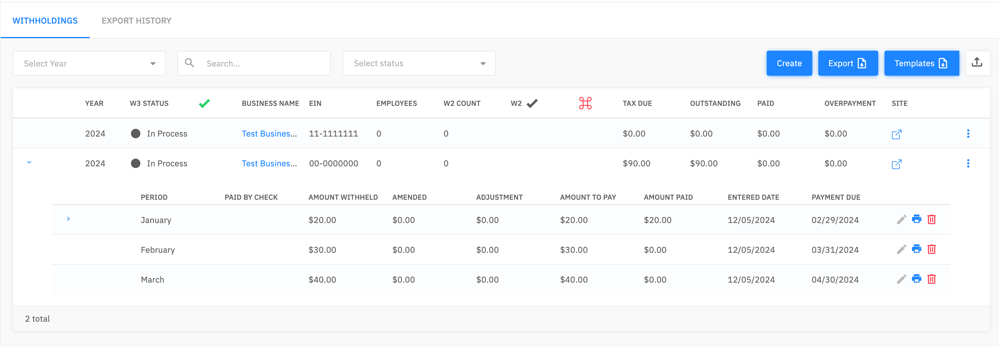 WITHHOLDINGS EXPORT HISTORY
Select Year Search... Select status Create Export Templates
YEAR W3 STATUS BUSINESS NAME EIN EMPLOYEES W2 COUNT W2 TAX DUE OUTSTANDING PAID OVERPAYMENT SITE
2024 In Process Test Busines... 11-1111111 0 0 $0.00 $0.00 $0.00 $0.00
2024 In Process Test Busines... 00-0000000 0 0 $90.00 $90.00 $0.00 $0.00
PERIOD PAID BY CHECK AMOUNT WITHHELD AMENDED ADJUSTMENT AMOUNT TO PAY AMOUNT PAID ENTERED DATE PAYMENT DUE
January $20.00 $0.00 $0.00 $20.00 $20.00 12/05/2024 02/29/2024
February $30.00 $0.00 $0.00 $30.00 $0.00 12/05/2024 03/31/2024
March $40.00 $0.00 $0.00 $40.00 $0.00 12/05/2024 04/30/2024
2 total